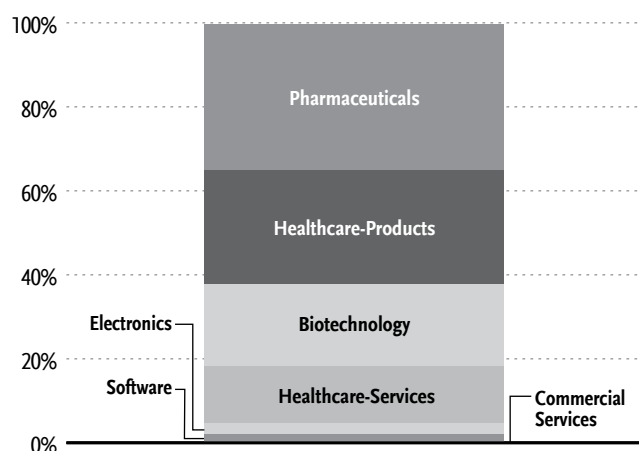 100%
Pharmaceuticals
80%
60%
Healthcare-Products
40%
Electronics
Biotechnology
20%
Software
Healthcare-Services
Commercial
Services
0%